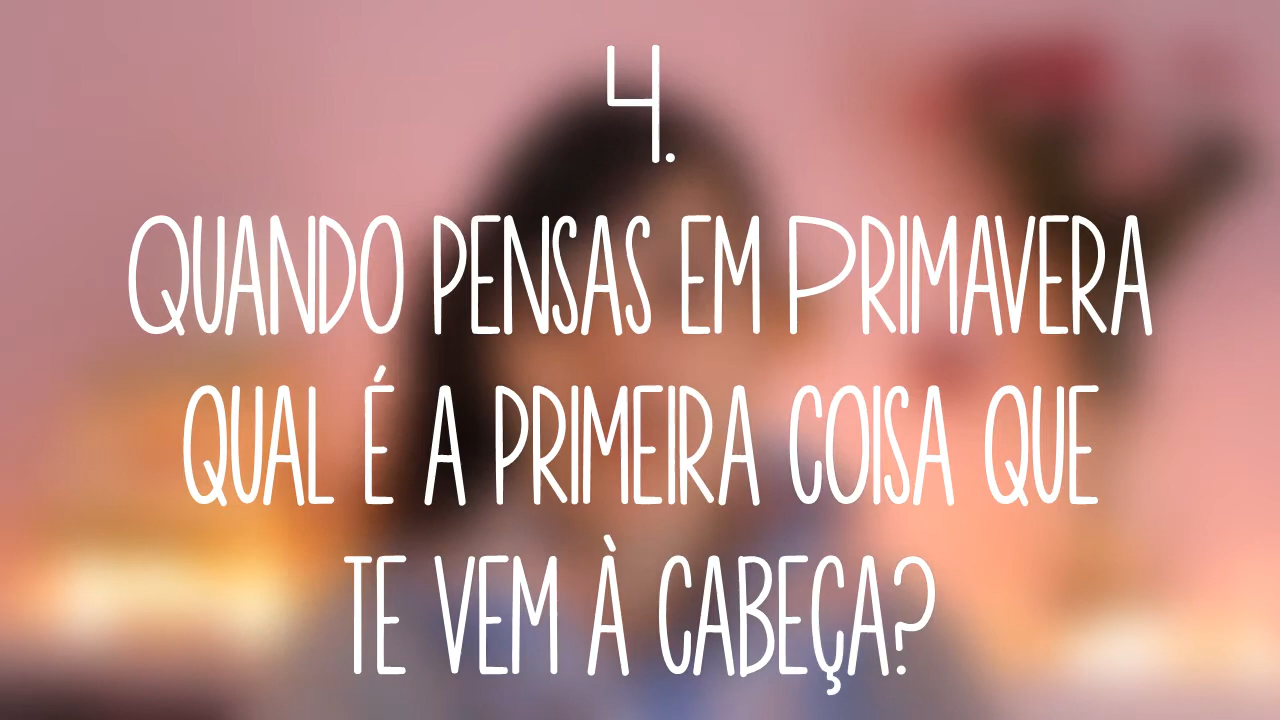 4.
QUANDO PENSAS EM PRIMAVERA
QUAL É A PRIMEIRA COISA QUE
TE VEM À CABEÇA?